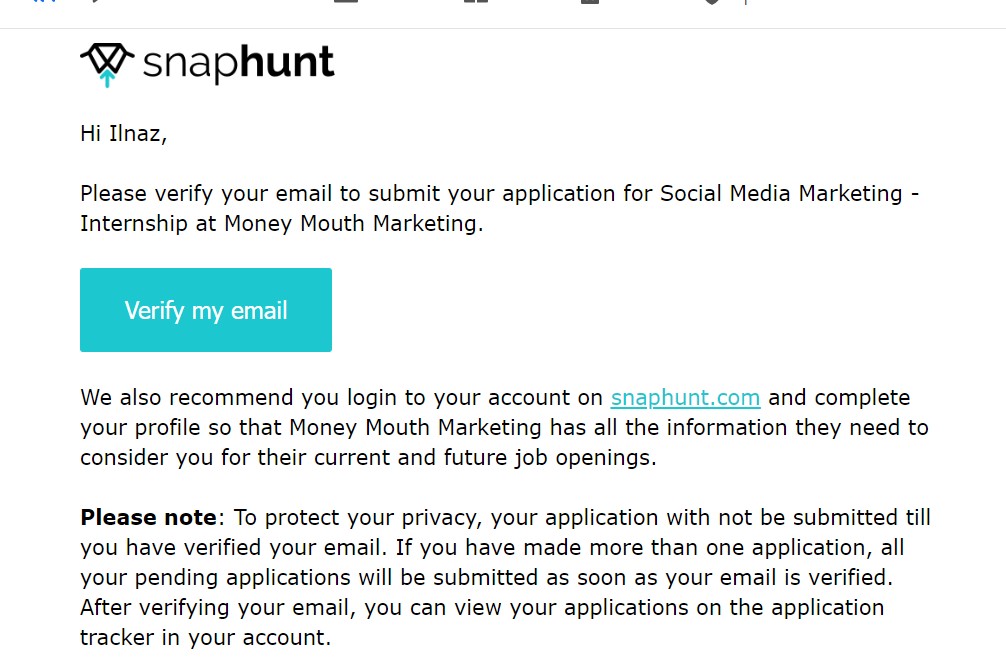 snaphunt
Hi Ilnaz,
Please verify your email to submit your application for Social Media Marketing -
Internship at Money Mouth Marketing.
Verify my email
We also recommend you login to your account on snaphunt.com and complete
your profile so that Money Mouth Marketing has all the information they need to
consider you for their current and future job openings.
Please note: To protect your privacy, your application with not be submitted till
you have verified your email. If you have made more than one application, all
your pending applications will be submitted as soon as your email is verified.
After verifying your email, you can view your applications on the application
tracker in your account.